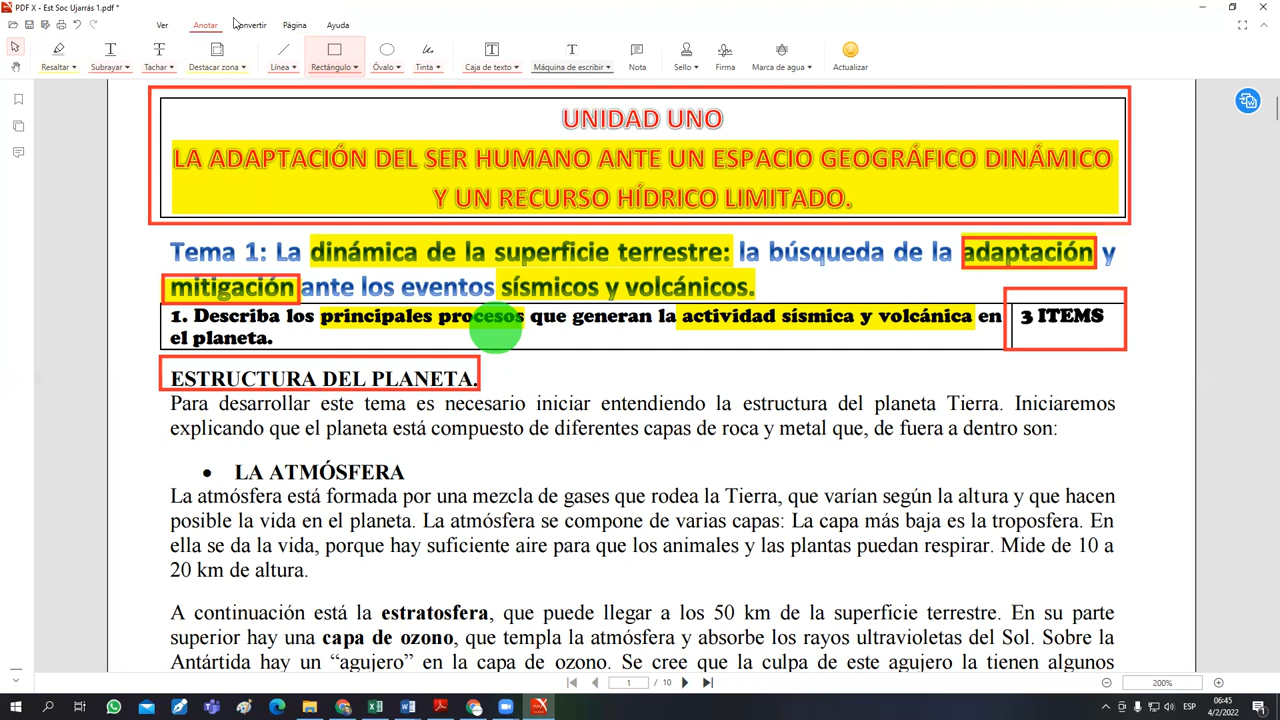 PDF X - Est Soc Ujarrás 1.pdf *
Ver Anotar Convertir Página Ayuda
Resaltar Subrayar Tachar Destacar zona Línea Rectángulo Óvalo Tinta Caja de texto Máquina de escribir Nota Sello Firma Marca de agua Actualizar
UNIDAD UNO
LA ADAPTACIÓN DEL SER HUMANO ANTE UN ESPACIO GEOGRÁFICO DINÁMICO
Y UN RECURSO HÍDRICO LIMITADO.
Tema 1: La dinámica de la superficie terrestre: la búsqueda de la adaptación y
mitigación ante los eventos sísmicos y volcánicos.
1. Describa los principales procesos que generan la actividad sísmica y volcánica en
el planeta.
3 ITEMS
ESTRUCTURA DEL PLANETA.
Para desarrollar este tema es necesario iniciar entendiendo la estructura del planeta Tierra. Iniciaremos
explicando que el planeta está compuesto de diferentes capas de roca y metal que, de fuera a dentro son:
• LA ATMÓSFERA
La atmósfera está formada por una mezcla de gases que rodea la Tierra, que varían según la altura y que hacen
posible la vida en el planeta. La atmósfera se compone de varias capas: La capa más baja es la troposfera. En
ella se da la vida, porque hay suficiente aire para que los animales y las plantas puedan respirar. Mide de 10 a
20 km de altura.
A continuación está la estratosfera, que puede llegar a los 50 km de la superficie terrestre. En su parte
superior hay una capa de ozono, que templa la atmósfera y absorbe los rayos ultravioletas del Sol. Sobre la
Antártida hay un “agujero” en la capa de ozono. Se cree que la culpa de este agujero la tienen algunos
1 / 10
200%
ESP
06:45
4/2/2022